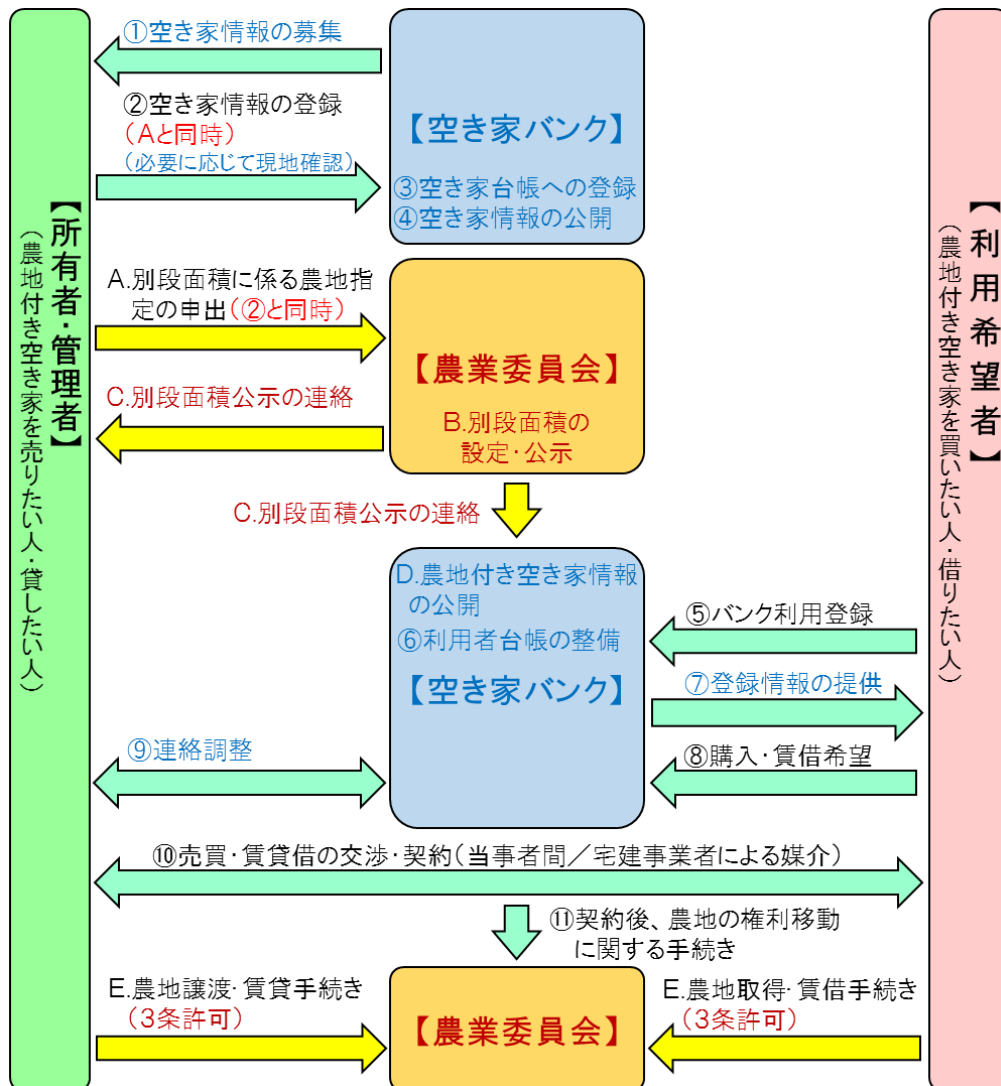 ①空き家情報の募集
②空き家情報の登録
（Aと同時）
（必要に応じて現地確認）
【空き家バンク】
③空き家台帳への登録
④空き家情報の公開
【所有者・管理者】
（農地付き空き家を売りたい人・貸したい人）
【利用希望者】
（農地付き空き家を買いたい人・借りたい人）
A.別段面積に係る農地指
定の申出（②と同時）
【農業委員会】
B.別段面積の
設定・公示
C.別段面積公示の連絡
C.別段面積公示の連絡
D.農地付き空き家情報
の公開
⑥利用者台帳の整備
【空き家バンク】
⑤バンク利用登録
⑦登録情報の提供
⑧購入・賃借希望
⑨連絡調整
⑩売買・賃貸借の交渉・契約（当事者間／宅建事業者による媒介）
⑪契約後、農地の権利移動
に関する手続き
E.農地譲渡・賃貸手続き
（3条許可）
【農業委員会】
E.農地取得・賃借手続き
（3条許可）